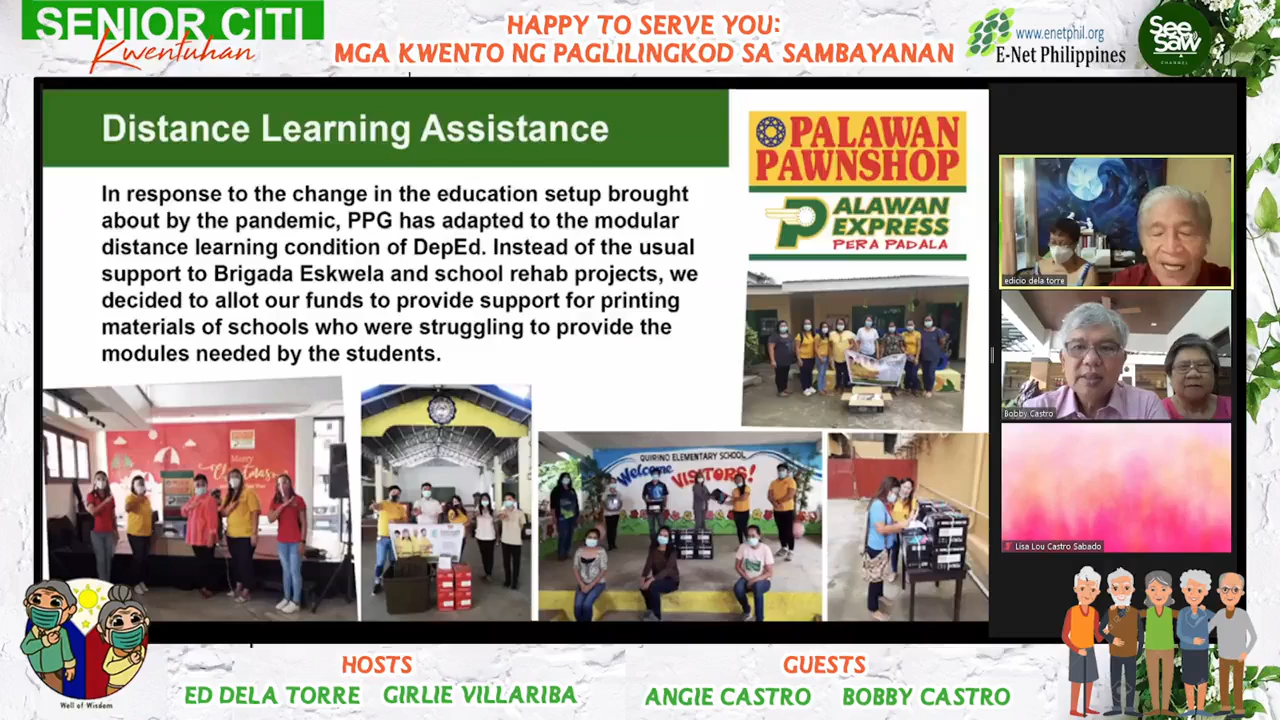 SENIOR CITI
Kwentuhan
HAPPY TO SERVE YOU:
MGA KWENTO NG PAGLILINGKOD SA SAMBAYANAN
www.enetphil.org
E-Net Philippines
See
Saw
CHANNEL
Distance Learning Assistance
In response to the change in the education setup brought
about by the pandemic, PPG has adapted to the modular
distance learning condition of DepEd. Instead of the usual
support to Brigada Eskwela and school rehab projects, we
decided to allot our funds to provide support for printing
materials of schools who were struggling to provide the
modules needed by the students.
PALAWAN
PAWNSHOP
PALAWAN
EXPRESS
PERA PADALA
edicio dela torre
Bobby Castro
Lisa Lou Castro Sabado
Merry
Christmas
QUIRINO ELEMENTARY SCHOOL
Welcome
VISITORS!
Well of Wisdom
HOSTS
ED DELA TORRE GIRLIE VILLARIBA
GUESTS
ANGIE CASTRO BOBBY CASTRO